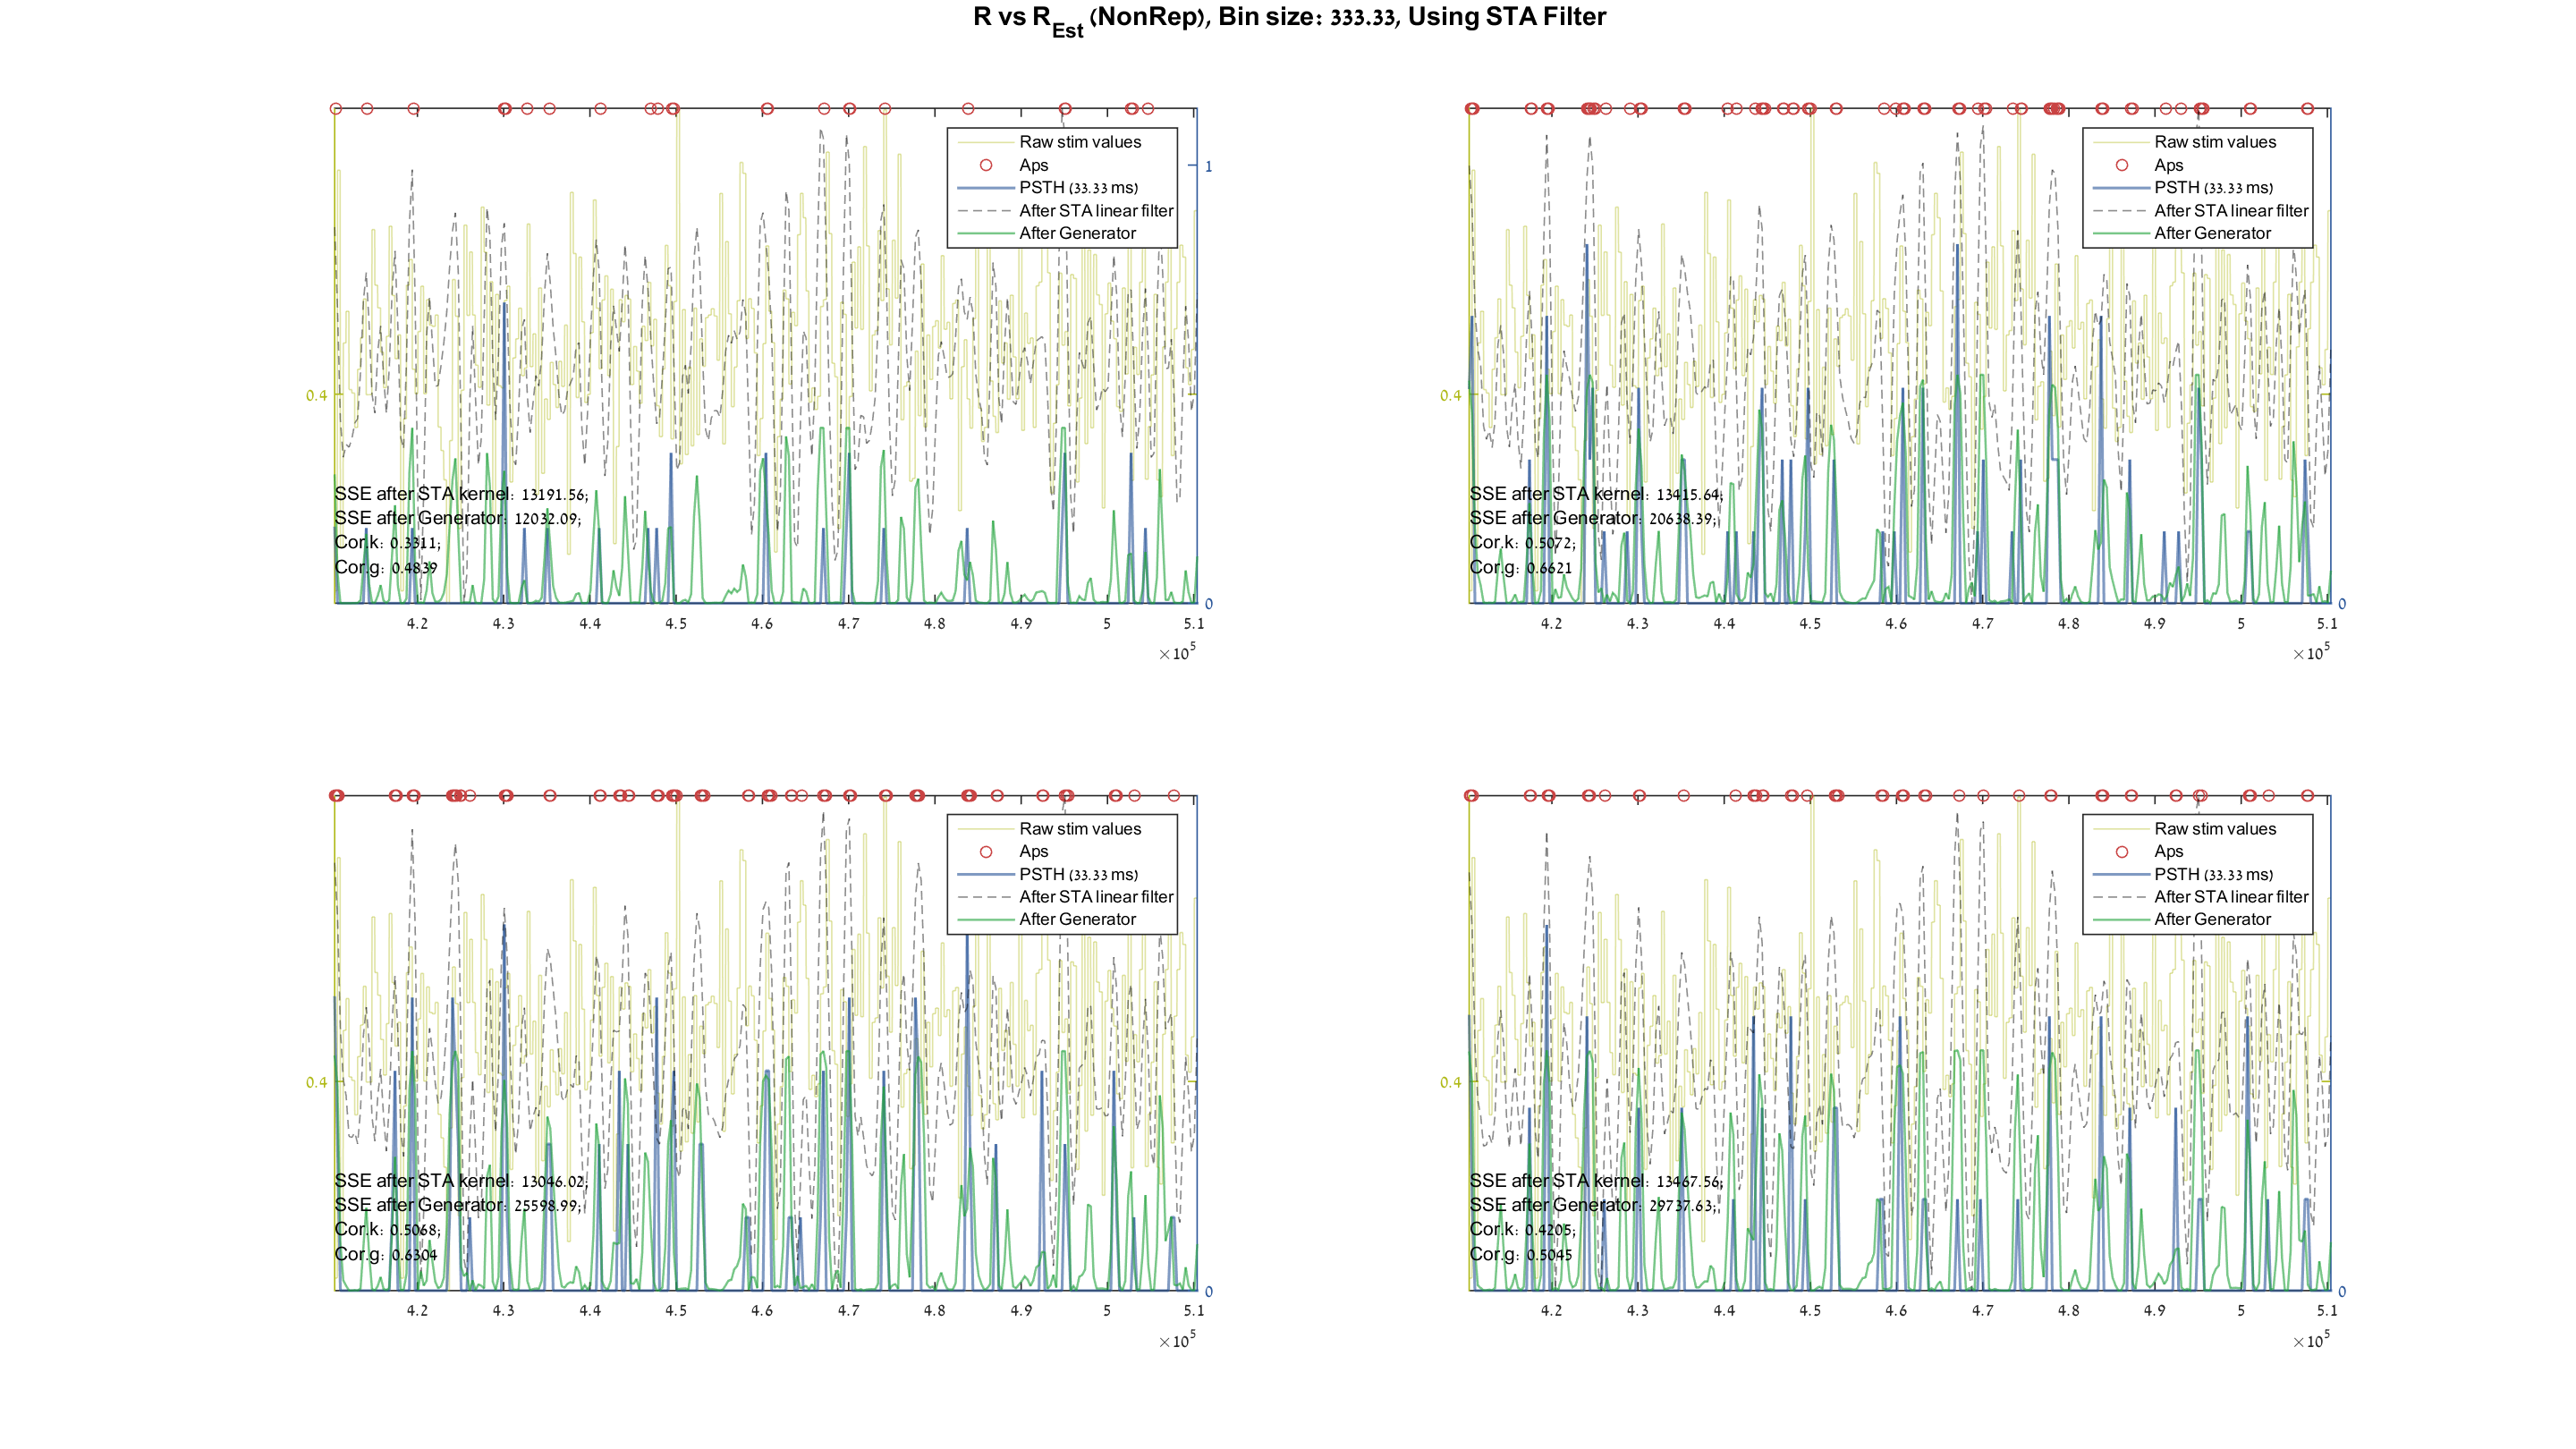 R vs R_Est (NonRep), Bin size: 333.33, Using STA Filter
Raw stim values
Aps
PSTH (33.33 ms)
After STA linear filter
After Generator
1
0.4
0
SSE after STA kernel: 13191.56;
SSE after Generator: 12032.09;
Cor.k: 0.3311;
Cor.g: 0.4839
4.2 4.3 4.4 4.5 4.6 4.7 4.8 4.9 5 5.1
×10^5
Raw stim values
Aps
PSTH (33.33 ms)
After STA linear filter
After Generator
0.4
0
SSE after STA kernel: 13415.64;
SSE after Generator: 20638.39;
Cor.k: 0.5072;
Cor.g: 0.6621
4.2 4.3 4.4 4.5 4.6 4.7 4.8 4.9 5 5.1
×10^5
Raw stim values
Aps
PSTH (33.33 ms)
After STA linear filter
After Generator
0.4
0
SSE after STA kernel: 13046.02;
SSE after Generator: 25598.99;
Cor.k: 0.5068;
Cor.g: 0.6304
4.2 4.3 4.4 4.5 4.6 4.7 4.8 4.9 5 5.1
×10^5
Raw stim values
Aps
PSTH (33.33 ms)
After STA linear filter
After Generator
0.4
0
SSE after STA kernel: 13467.56;
SSE after Generator: 29737.63;
Cor.k: 0.4205;
Cor.g: 0.5045
4.2 4.3 4.4 4.5 4.6 4.7 4.8 4.9 5 5.1
×10^5